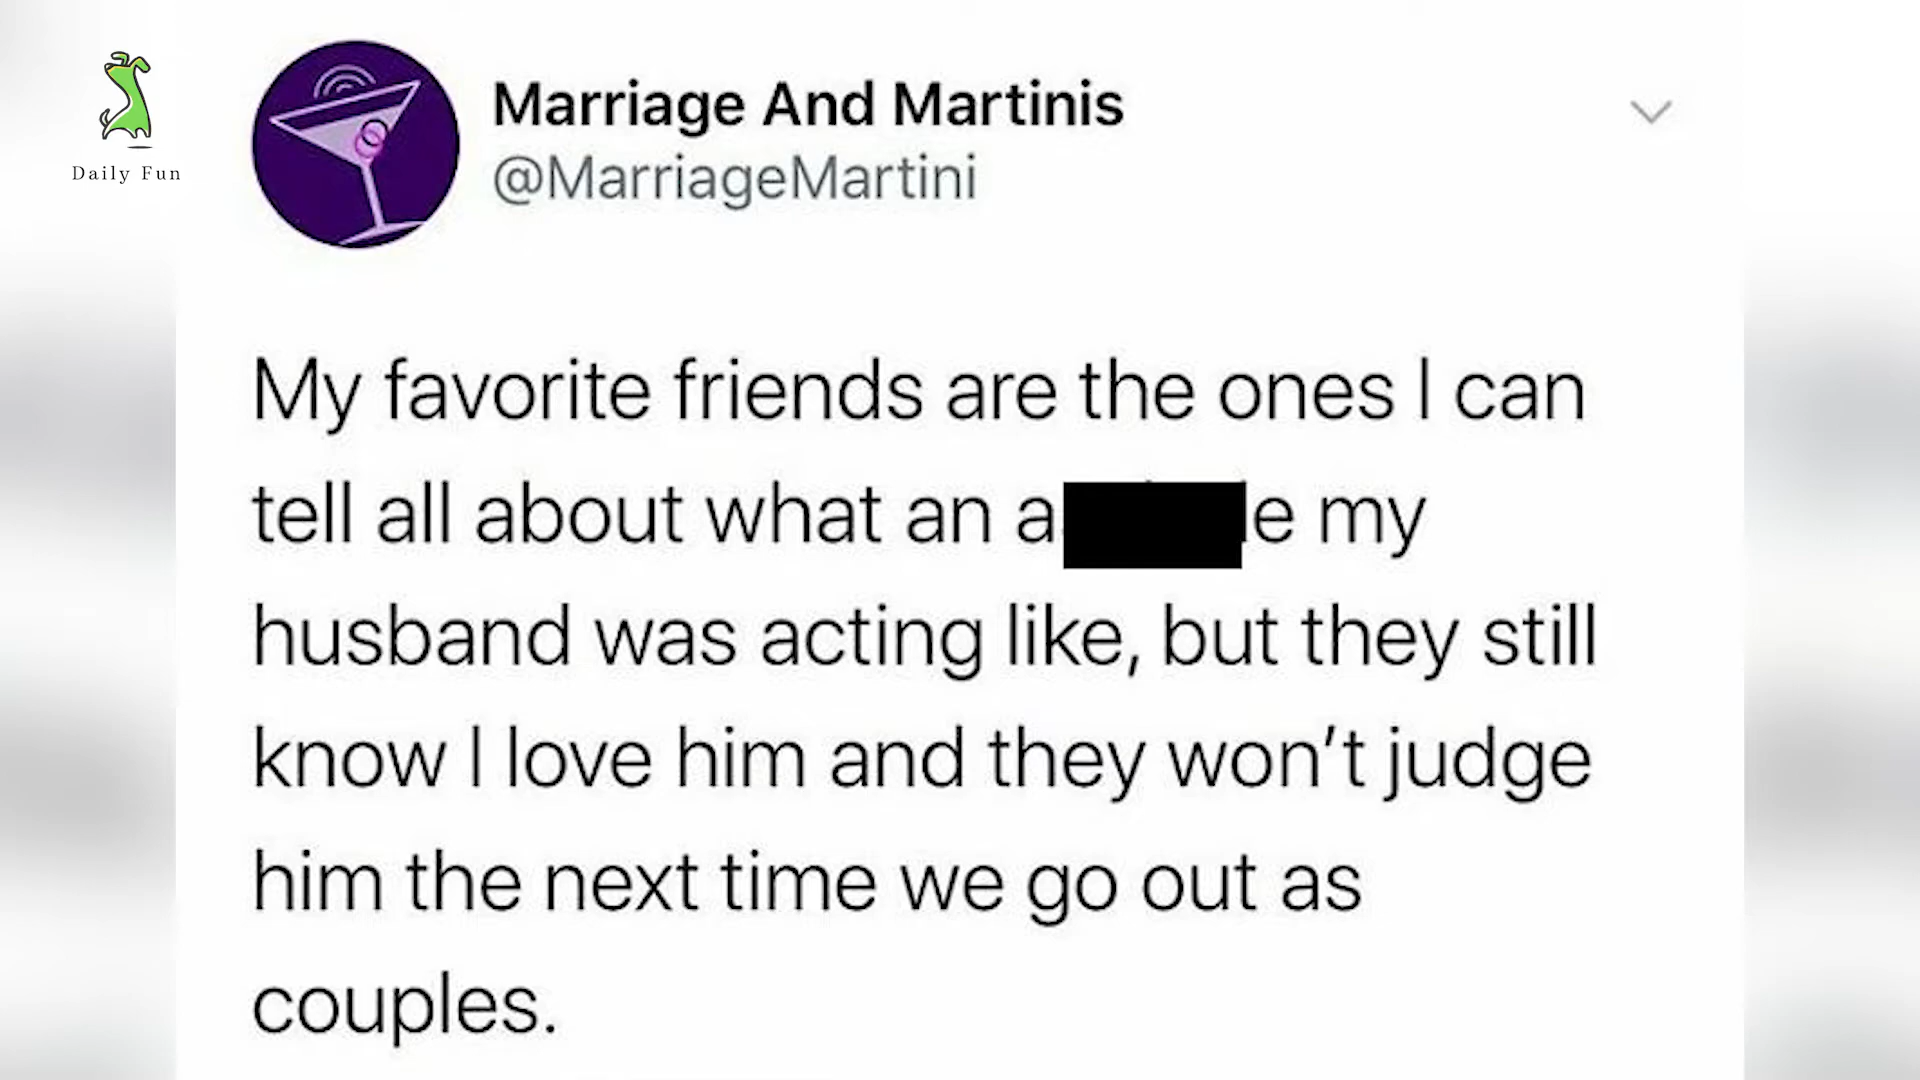 Daily Fun
Marriage And Martinis
@MarriageMartini
My favorite friends are the ones I can
tell all about what an a le my
husband was acting like, but they still
know I love him and they won't judge
him the next time we go out as
couples.